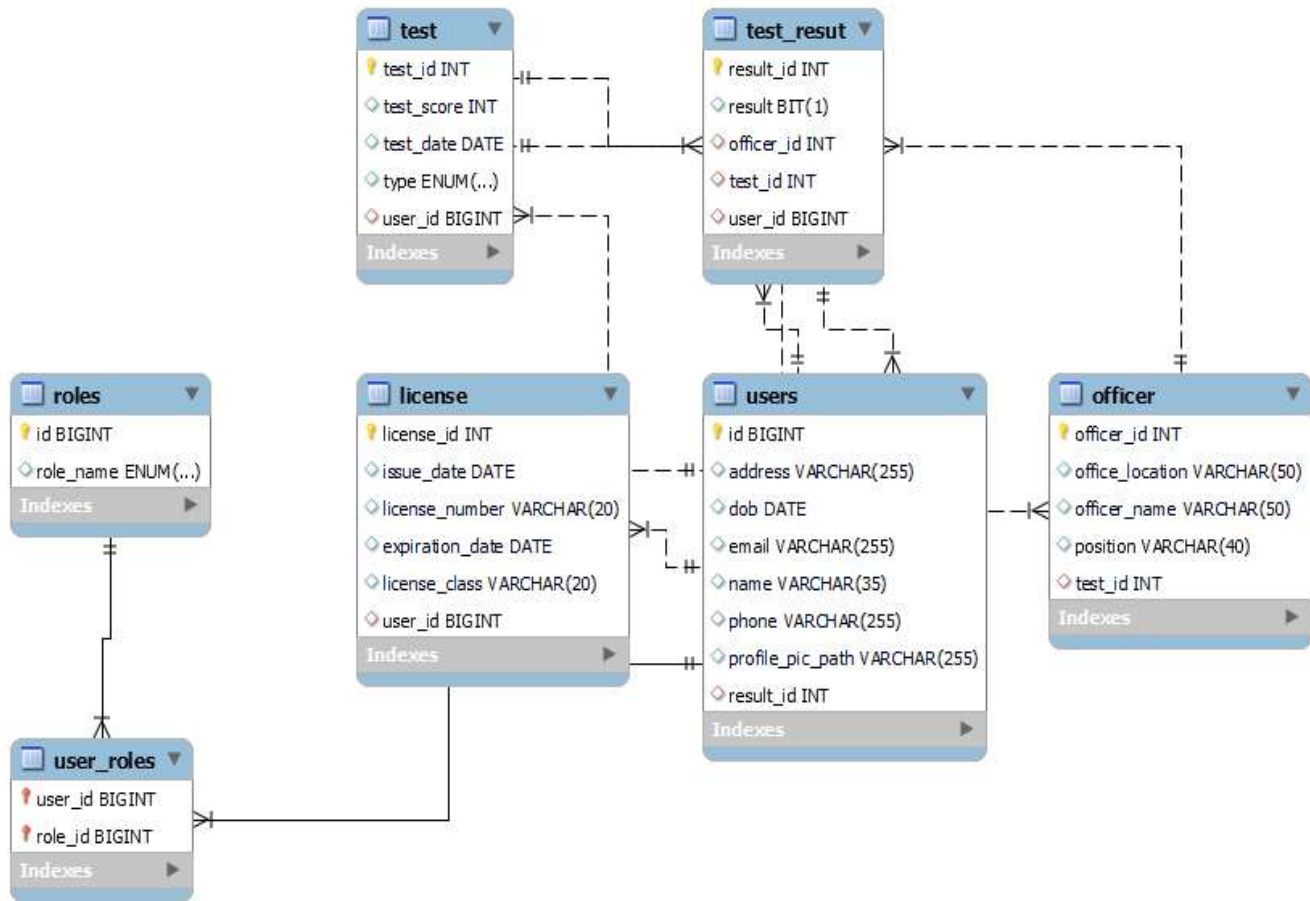 test
test_id INT
test_score INT
test_date DATE
type ENUM(...)
user_id BIGINT
Indexes
test_resut
result_id INT
result BIT(1)
officer_id INT
test_id INT
user_id BIGINT
Indexes
roles
id BIGINT
role_name ENUM(...)
Indexes
license
license_id INT
issue_date DATE
license_number VARCHAR(20)
expiration_date DATE
license_class VARCHAR(20)
user_id BIGINT
Indexes
users
id BIGINT
address VARCHAR(255)
dob DATE
email VARCHAR(255)
name VARCHAR(35)
phone VARCHAR(255)
profile_pic_path VARCHAR(255)
result_id INT
Indexes
officer
officer_id INT
office_location VARCHAR(50)
officer_name VARCHAR(50)
position VARCHAR(40)
test_id INT
Indexes
user_roles
user_id BIGINT
role_id BIGINT
Indexes